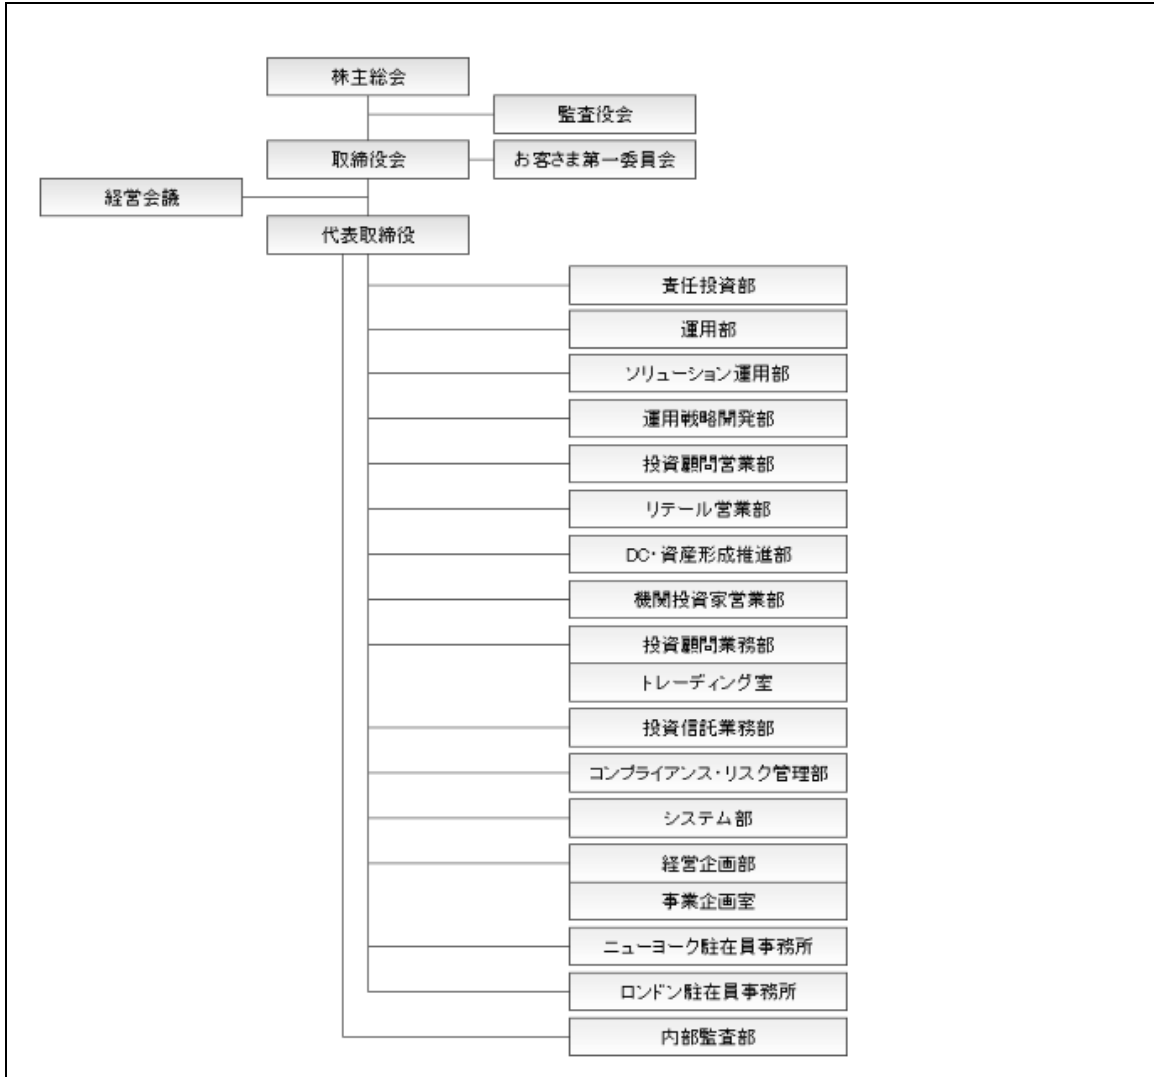 株主総会
監査役会
取締役会
お客さま第一委員会
経営会議
代表取締役
責任投資部
運用部
ソリューション運用部
運用戦略開発部
投資顧問営業部
リテール営業部
DC・資産形成推進部
機関投資家営業部
投資顧問業務部
トレーディング室
投資信託業務部
コンプライアンス・リスク管理部
システム部
経営企画部
事業企画室
ニューヨーク駐在員事務所
ロンドン駐在員事務所
内部監査部